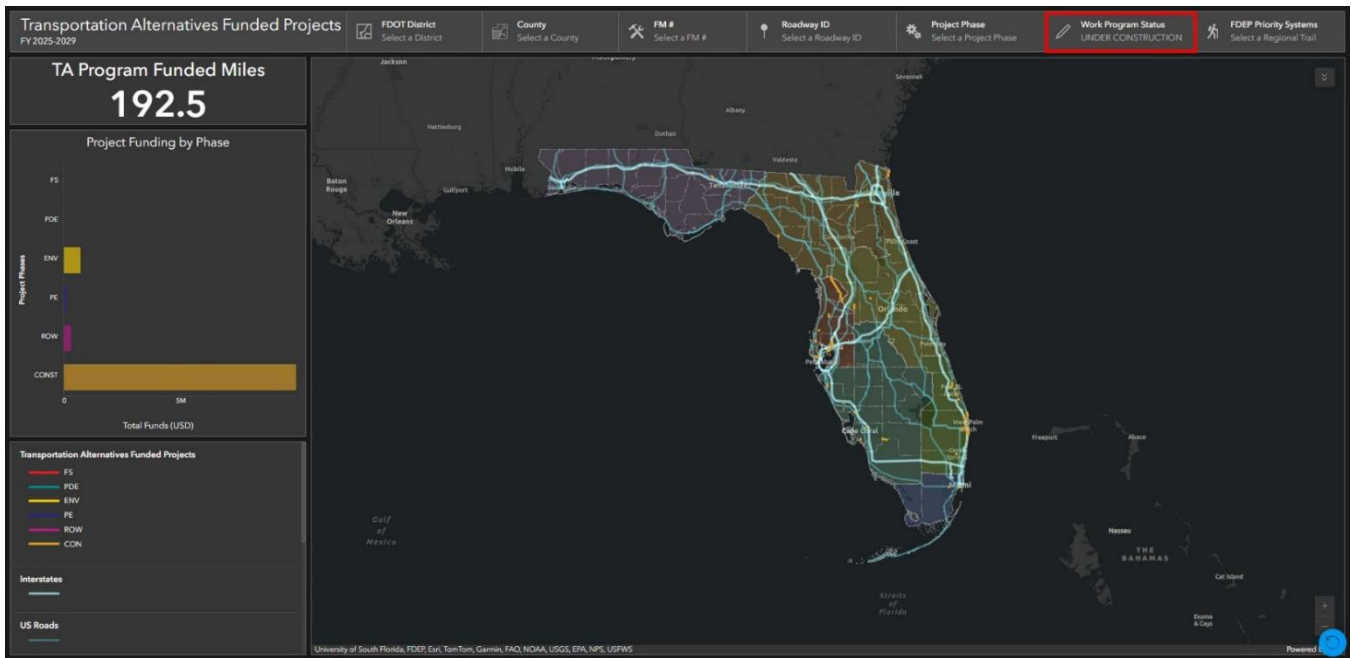 Transportation Alternatives Funded Projects
FY 2025-2029
FDOT District
Select a District
County
Select a County
FM #
Select a FM #
Roadway ID
Select a Roadway ID
Project Phase
Select a Project Phase
Work Program Status
UNDER CONSTRUCTION
FDEP Priority Systems
Select a Regional Trail
TA Program Funded Miles
192.5
Project Funding by Phase
FS
PDE
ENV
PE
ROW
CONST
Project Phases
0
5M
Total Funds (USD)
Transportation Alternatives Funded Projects
FS
PDE
ENV
PE
ROW
CON
Interstates
US Roads
Jackson
Savannah
Albany
Hattiesburg
Dothan
Valdosta
Mobile
Baton
Rouge
Gulfport
New
Orleans
Orlando
Cape Coral
Miami
Freeport
Abaco
Gulf
of
Mexico
Nassau
THE
BAHAMAS
Cat Island
Straits
of
Florida
Exuma
& Cays
University of South Florida, FDEP, Esri, TomTom, Garmin, FAO, NOAA, USGS, EPA, NPS, USFWS
Powered